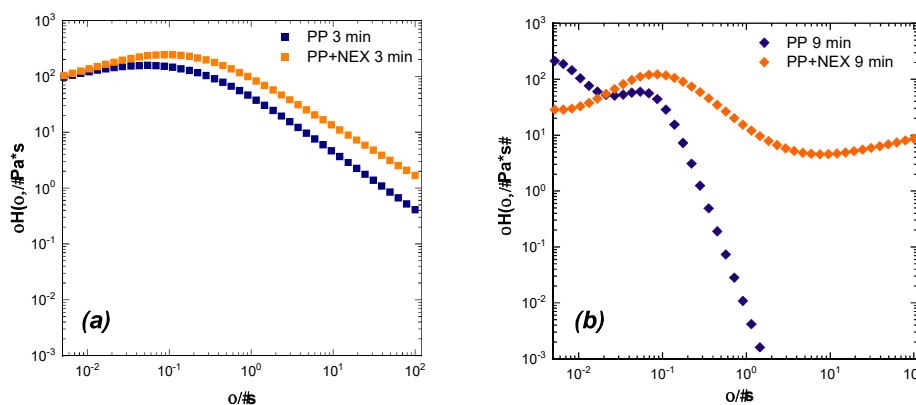 10³
10²
10¹
10⁰
10⁻¹
10⁻²
10⁻³
10⁻²
10⁻¹
10⁰
10¹
10²
οH(ο,/#Pa*s
ο/#s
PP 3 min
PP+NEX 3 min
(a)
10³
10²
10¹
10⁰
10⁻¹
10⁻²
10⁻³
10⁻²
10⁻¹
10⁰
10¹
οH(ο,/#Pa*s#
ο/#s
PP 9 min
PP+NEX 9 min
(b)